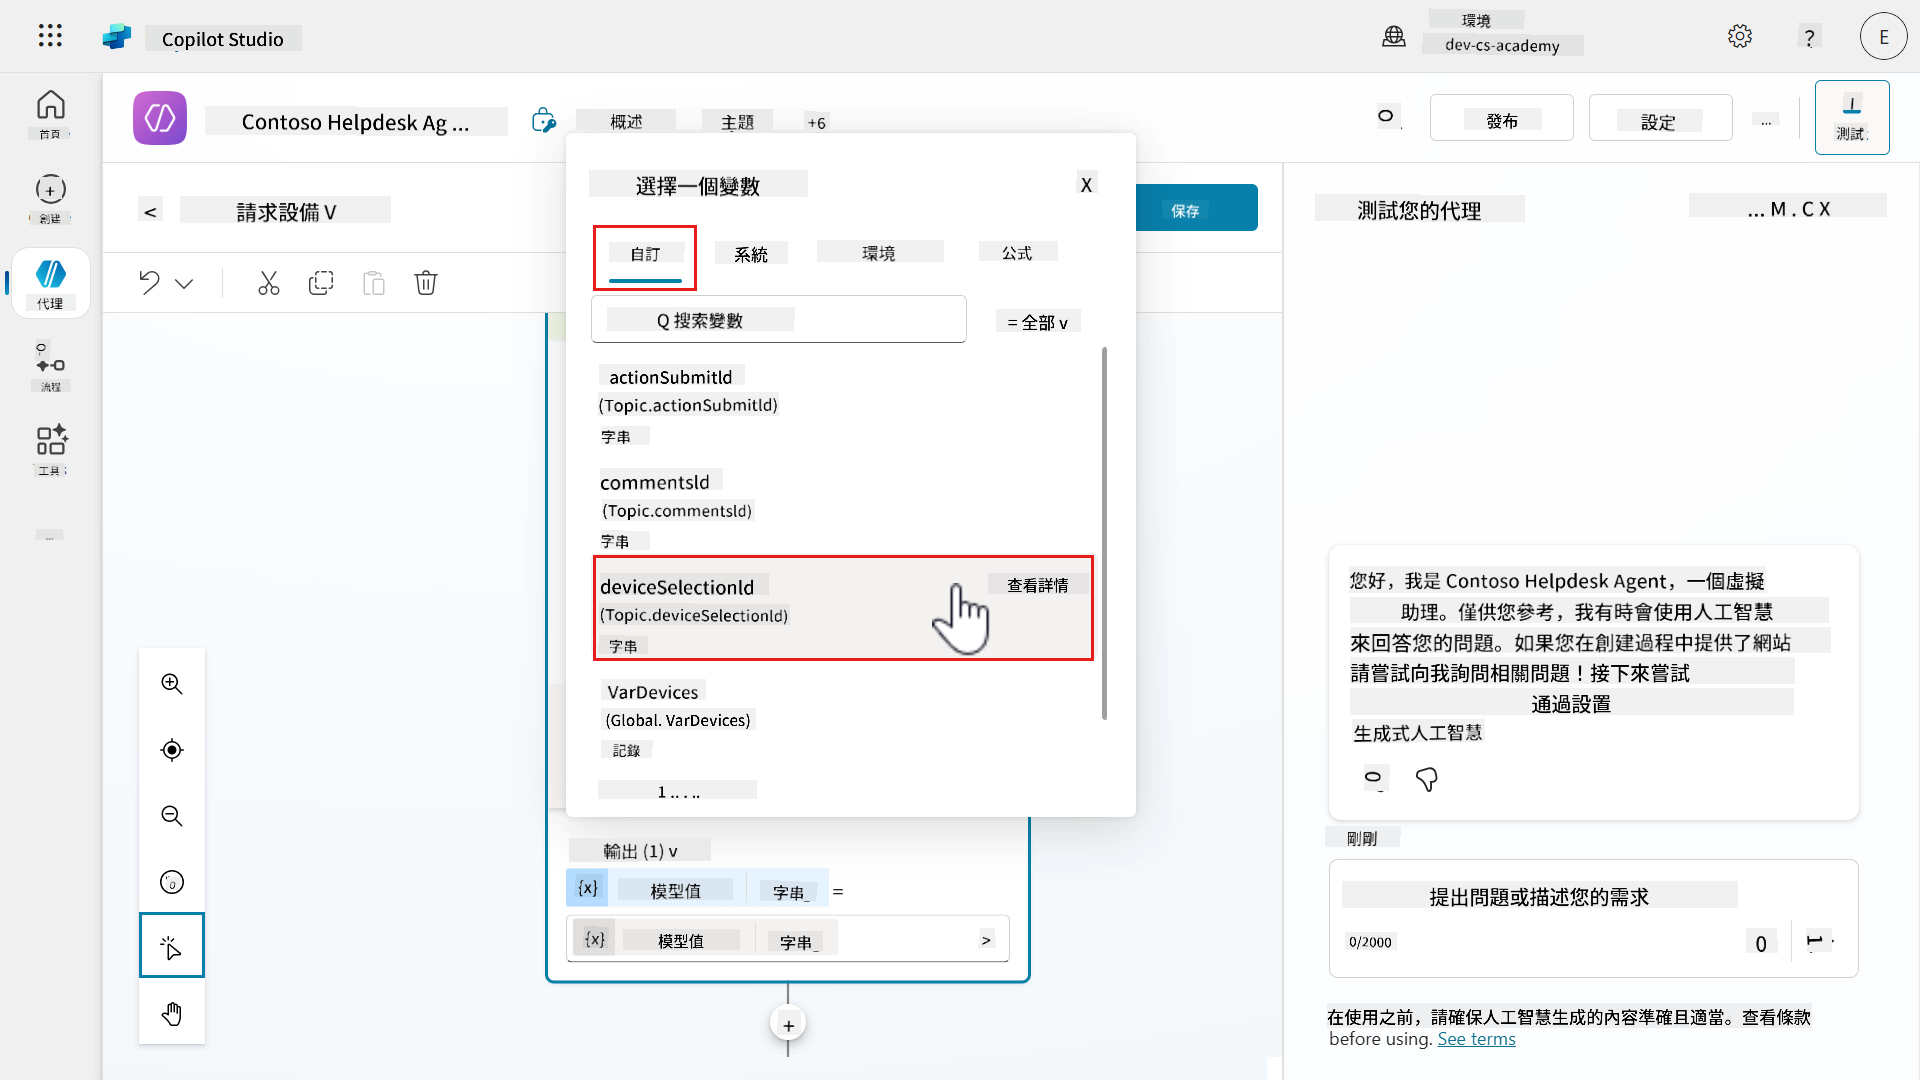 Copilot Studio
環境
dev-cs-academy
?
E
首頁
創建
代理
流程
工具
Contoso Helpdesk Ag ...
概述
主題
+6
發布
設定
...
測試
< 請求設備 V
保存
選擇一個變數
X
自訂
系統
環境
公式
Q 搜索變數
= 全部 v
actionSubmitld
(Topic.actionSubmitld)
字串
commentsld
(Topic.commentsld)
字串
deviceSelectionld
查看詳情
(Topic.deviceSelectionld)
字串
VarDevices
(Global. VarDevices)
記錄
輸出 (1) v
{x} 模型值 字串_ =
{x} 模型值 字串_ >
+
測試您的代理
... M . C X
您好，我是 Contoso Helpdesk Agent，一個虛擬
助理。僅供您參考，我有時會使用人工智慧
來回答您的問題。如果您在創建過程中提供了網站
請嘗試向我詢問相關問題！接下來嘗試
通過設置
生成式人工智慧
剛剛
提出問題或描述您的需求
0/2000
在使用之前，請確保人工智慧生成的內容準確且適當。查看條款
before using. See terms